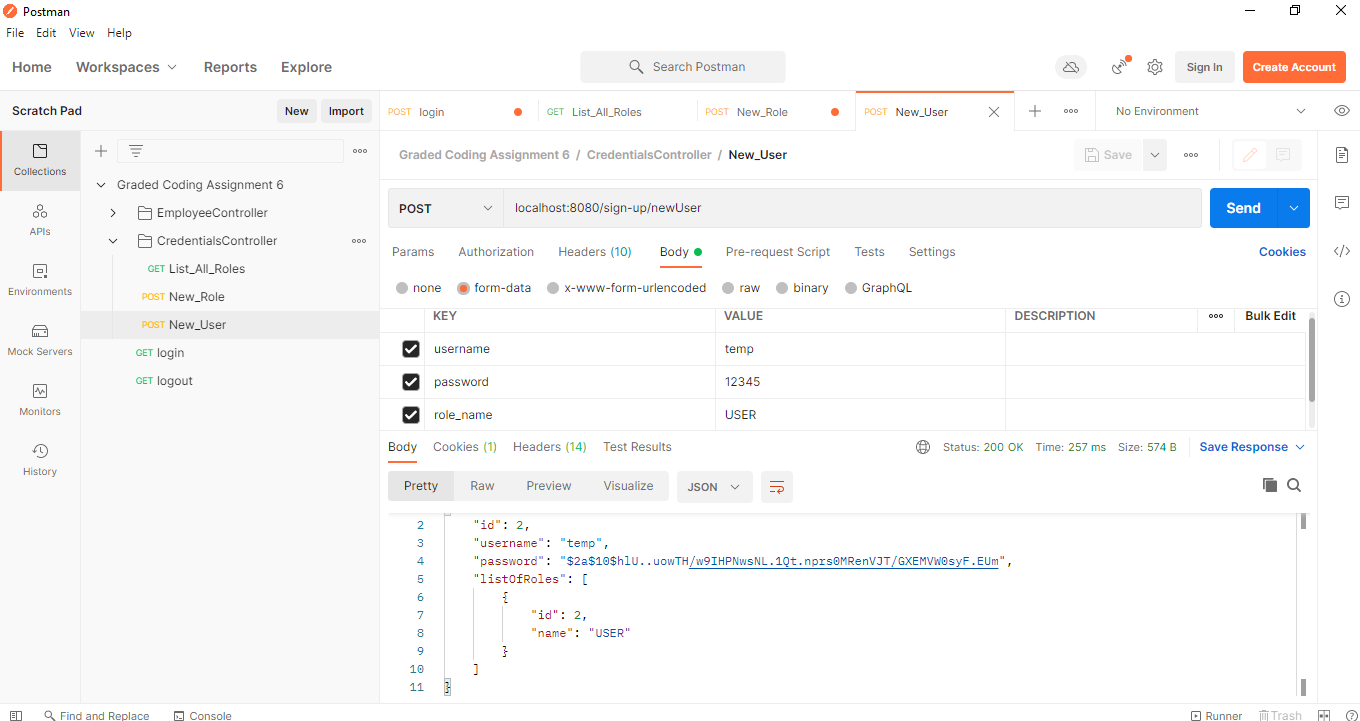 Postman
File Edit View Help
Home Workspaces Reports Explore Search Postman Sign In Create Account
Scratch Pad New Import
POST login GET List_All_Roles POST New_Role POST New_User No Environment
Collections
APIs
Environments
Mock Servers
Monitors
History
Graded Coding Assignment 6
EmployeeController
CredentialsController
GET List_All_Roles
POST New_Role
POST New_User
GET login
GET logout
Graded Coding Assignment 6 / CredentialsController / New_User Save
POST localhost:8080/sign-up/newUser Send
Params Authorization Headers (10) Body Pre-request Script Tests Settings Cookies
none form-data x-www-form-urlencoded raw binary GraphQL
KEY VALUE DESCRIPTION Bulk Edit
username temp
password 12345
role_name USER
Body Cookies (1) Headers (14) Test Results Status: 200 OK Time: 257 ms Size: 574 B Save Response
Pretty Raw Preview Visualize JSON
2 "id": 2,
3 "username": "temp",
4 "password": "$2a$10$hlU..uowTH/w9IHPNwsNL.1Qt.nprs0MRenVJT/GXEMVW0syF.EUm",
5 "listOfRoles": [
6 {
7 "id": 2,
8 "name": "USER"
9 }
10 ]
11 }
Find and Replace Console Runner Trash